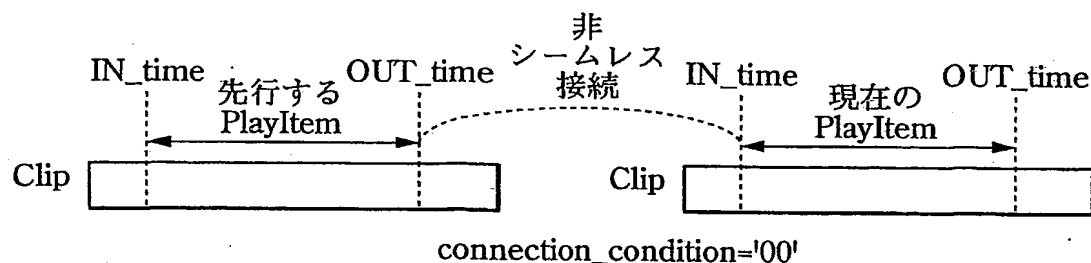 非
シームレス
接続
IN_time
OUT_time
IN_time
OUT_time
先行する
PlayItem
現在の
PlayItem
Clip
Clip
connection_condition='00'